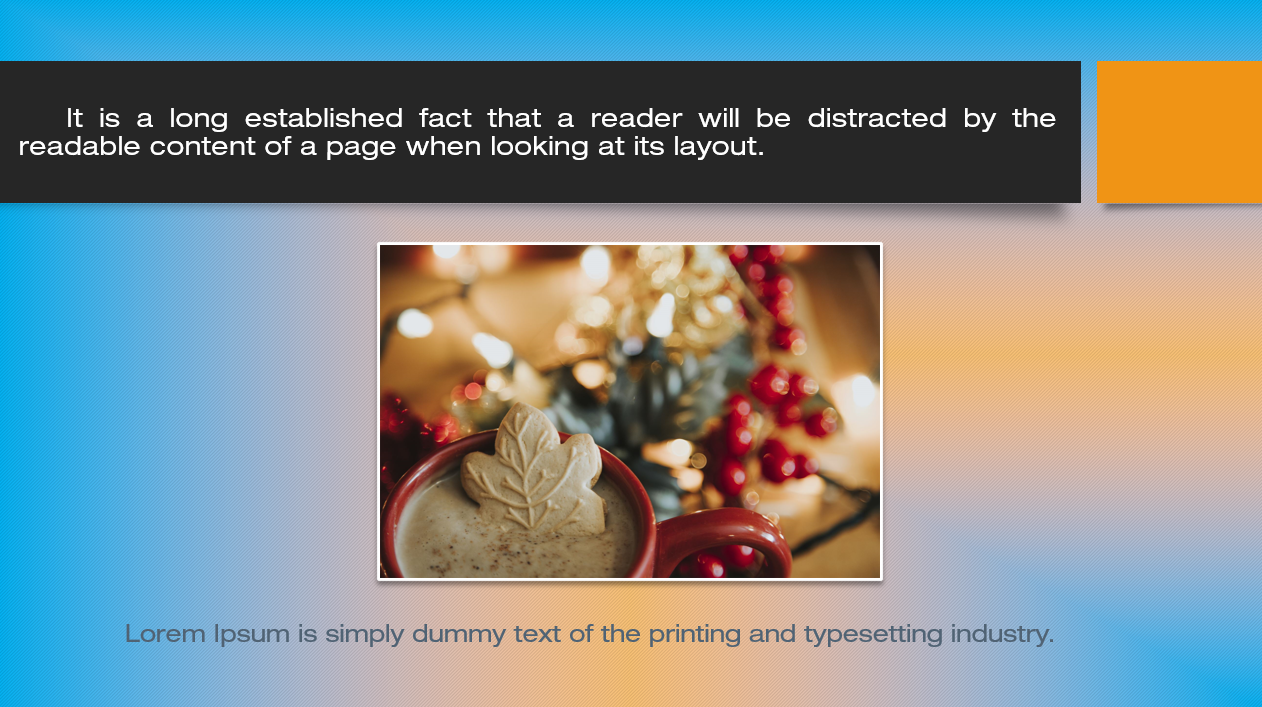 It is a long established fact that a reader will be distracted by the
readable content of a page when looking at its layout.
Lorem Ipsum is simply dummy text of the printing and typesetting industry.